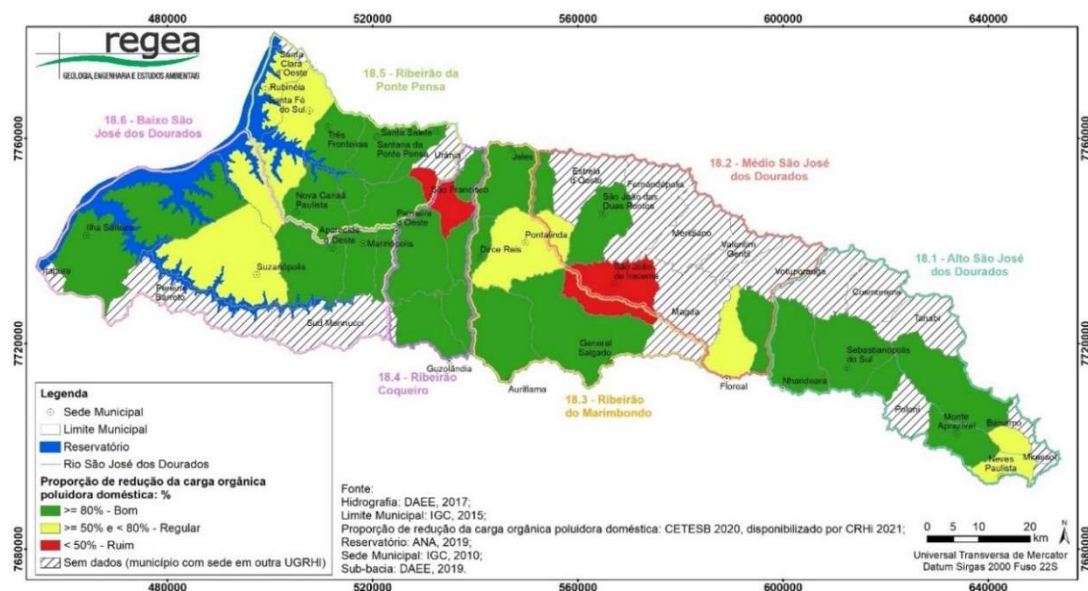 480000 520000 560000 600000 640000
regea
GEOLOGIA, ENGENHARIA E ESTUDOS AMBIENTAIS
7760000
7720000
7680000
7760000
7720000
7680000
18.5 - Ribeirão da
Ponte Pensa
18.6 - Baixo São
José dos Dourados
18.2 - Médio São José
dos Dourados
18.1 - Alto São José
dos Dourados
18.4 - Ribeirão
Coqueiro
18.3 - Ribeirão
do Marimbondo
Santa
Clara
Oeste
Rubinéia
Santa Fé
do Sul
Três
Fronteiras
Santa Salete
Santana da
Ponte Pensa
Urânia
Jales
São Francisco
Nova Canaã
Paulista
Palmeira
d Oeste
Aparecida
d Oeste
Marinópolis
Ilha Solteira
Itapura
Suzanápolis
Pereira
Barreto
Sud Mennucci
Dirce Reis
Pontalinda
Estrela
d Oeste
Fernandópolis
São João das
Duas Pontes
Meridiano
Valentim
Gentil
Votuporanga
São João
de Iracema
Magda
Cosmorama
Tanabi
General
Salgado
Sebastianópolis
do Sul
Guzolândia
Auriflama
Floreal
Nhandeara
Poloni
Monte
Aprazível
Bálsamo
Neves
Paulista
Mirassol
Legenda
Sede Municipal
Limite Municipal
Reservatório
Rio São José dos Dourados
Proporção de redução da carga orgânica
poluidora doméstica: %
>= 80% - Bom
>= 50% e < 80% - Regular
< 50% - Ruim
Sem dados (município com sede em outra UGRHI)
Fonte:
Hidrografia: DAEE, 2017;
Limite Municipal: IGC, 2015;
Proporção de redução da carga orgânica poluidora doméstica: CETESB 2020, disponibilizado por CRHi 2021;
Reservatório: ANA, 2019;
Sede Municipal: IGC, 2010;
Sub-bacia: DAEE, 2019.
0 5 10 20
km
N
Universal Transversa de Mercator
Datum Sirgas 2000 Fuso 22S
480000 520000 560000 600000 640000